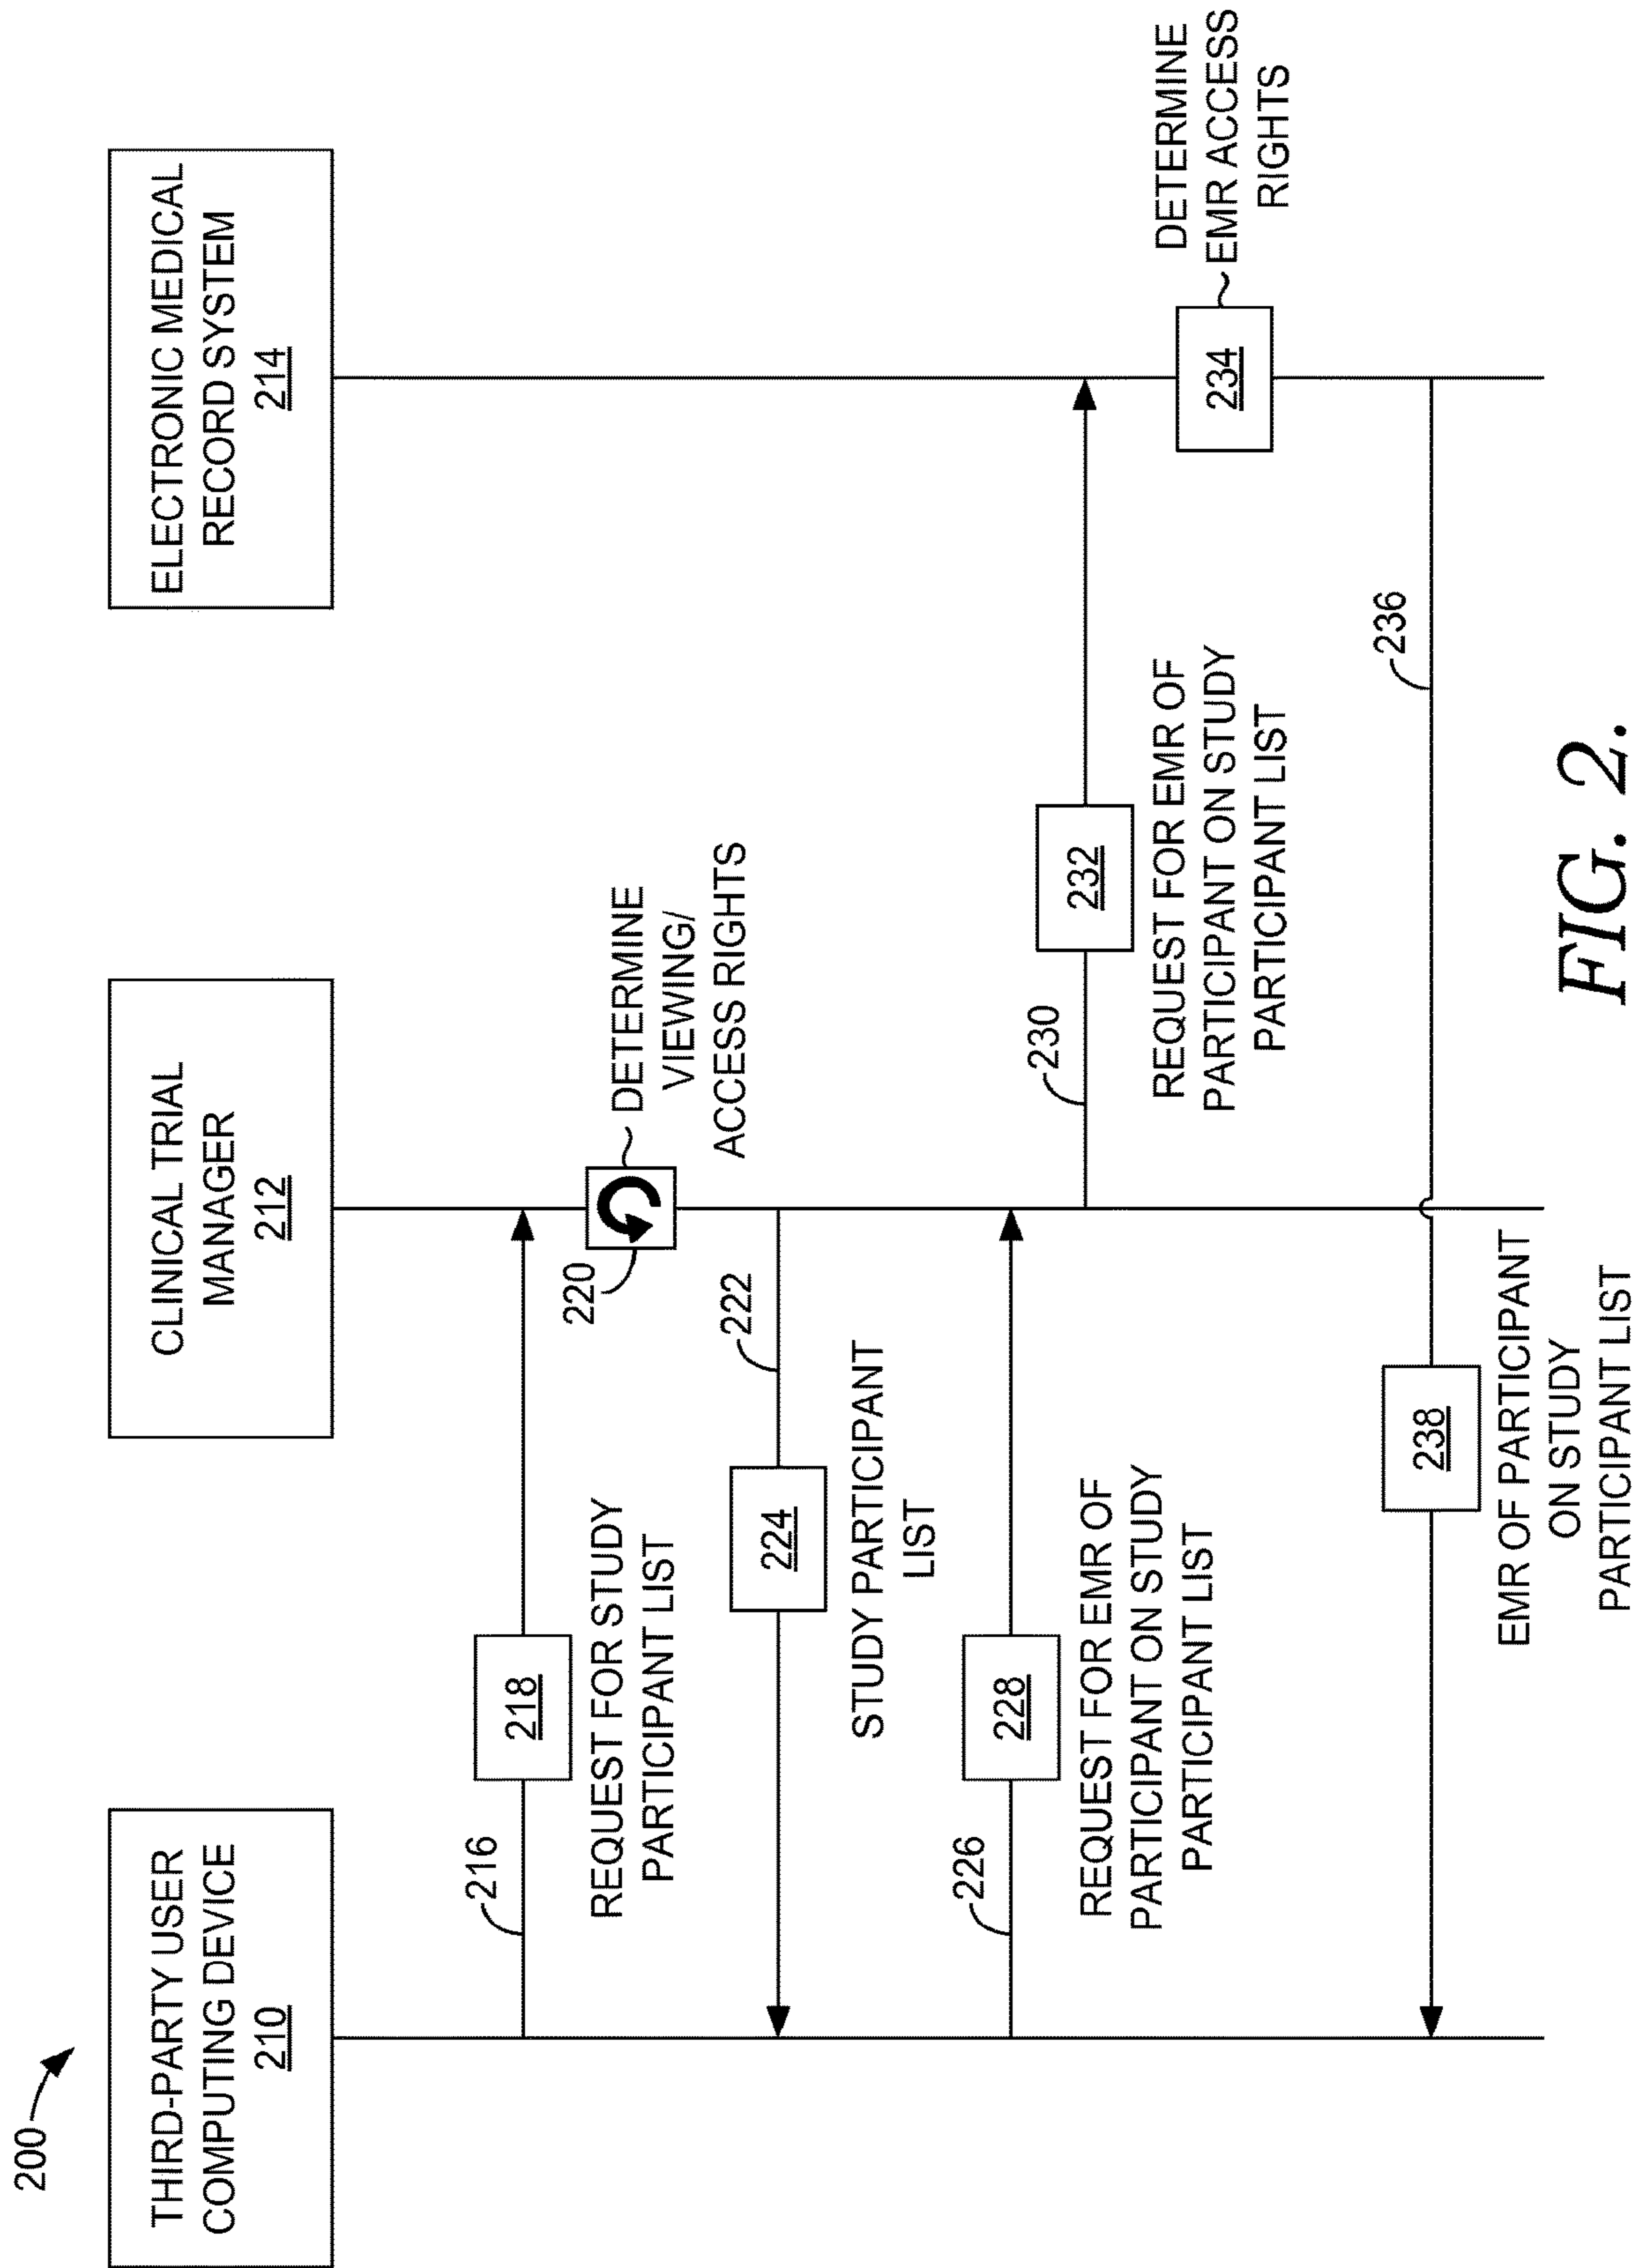 200
THIRD-PARTY USER
COMPUTING DEVICE
210
CLINICAL TRIAL
MANAGER
212
ELECTRONIC MEDICAL
RECORD SYSTEM
214
216
218
REQUEST FOR STUDY
PARTICIPANT LIST
220
DETERMINE
VIEWING/
ACCESS RIGHTS
222
224
STUDY PARTICIPANT
LIST
226
228
REQUEST FOR EMR OF
PARTICIPANT ON STUDY
PARTICIPANT LIST
230
232
REQUEST FOR EMR OF
PARTICIPANT ON STUDY
PARTICIPANT LIST
234
DETERMINE
EMR ACCESS
RIGHTS
236
238
EMR OF PARTICIPANT
ON STUDY
PARTICIPANT LIST
FIG. 2.